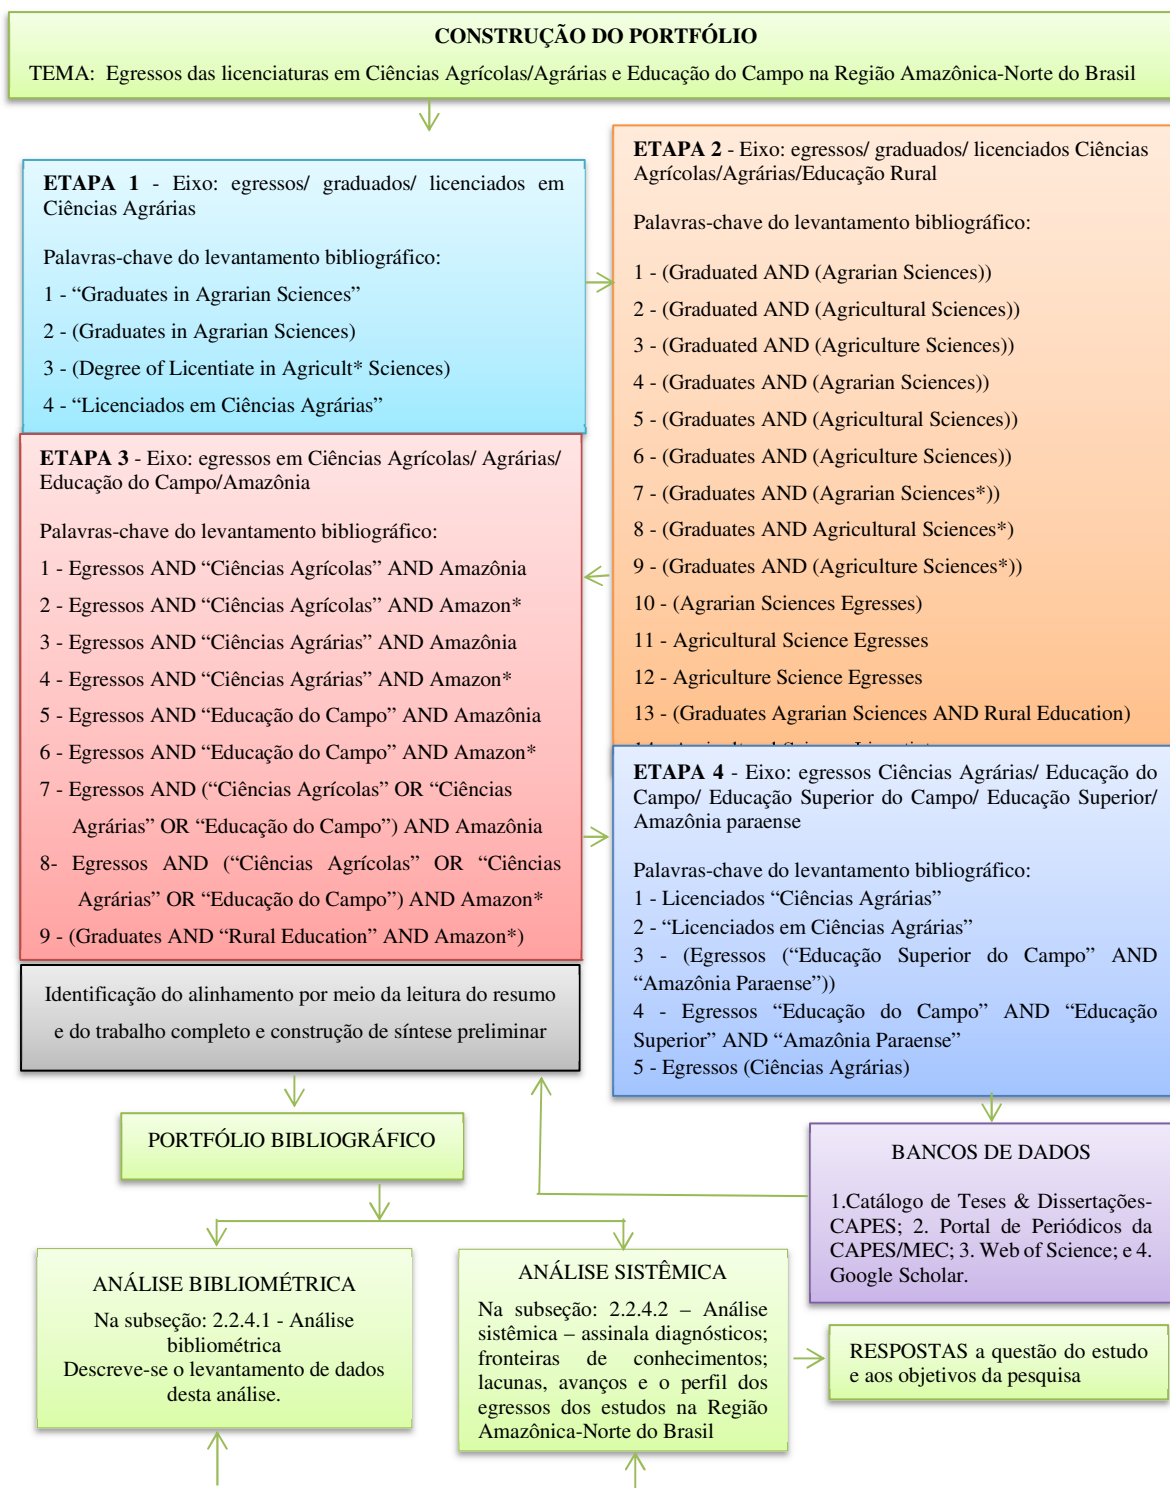 CONSTRUÇÃO DO PORTFÓLIO
TEMA: Egressos das licenciaturas em Ciências Agrícolas/Agrárias e Educação do Campo na Região Amazônica-Norte do Brasil
ETAPA 1 - Eixo: egressos/ graduados/ licenciados em
Ciências Agrárias
Palavras-chave do levantamento bibliográfico:
1 - “Graduates in Agrarian Sciences”
2 - (Graduates in Agrarian Sciences)
3 - (Degree of Licentiate in Agricult* Sciences)
4 - “Licenciados em Ciências Agrárias”
ETAPA 2 - Eixo: egressos/ graduados/ licenciados Ciências
Agrícolas/Agrárias/Educação Rural
Palavras-chave do levantamento bibliográfico:
1 - (Graduated AND (Agrarian Sciences))
2 - (Graduated AND (Agricultural Sciences))
3 - (Graduated AND (Agriculture Sciences))
4 - (Graduates AND (Agrarian Sciences))
5 - (Graduates AND (Agricultural Sciences))
6 - (Graduates AND (Agriculture Sciences))
7 - (Graduates AND (Agrarian Sciences*))
8 - (Graduates AND Agricultural Sciences*)
9 - (Graduates AND (Agriculture Sciences*))
10 - (Agrarian Sciences Egresses)
11 - Agricultural Science Egresses
12 - Agriculture Science Egresses
13 - (Graduates Agrarian Sciences AND Rural Education)
ETAPA 3 - Eixo: egressos em Ciências Agrícolas/ Agrárias/
Educação do Campo/Amazônia
Palavras-chave do levantamento bibliográfico:
1 - Egressos AND “Ciências Agrícolas” AND Amazônia
2 - Egressos AND “Ciências Agrícolas” AND Amazon*
3 - Egressos AND “Ciências Agrárias” AND Amazônia
4 - Egressos AND “Ciências Agrárias” AND Amazon*
5 - Egressos AND “Educação do Campo” AND Amazônia
6 - Egressos AND “Educação do Campo” AND Amazon*
7 - Egressos AND (“Ciências Agrícolas” OR “Ciências
Agrárias” OR “Educação do Campo”) AND Amazônia
8- Egressos AND (“Ciências Agrícolas” OR “Ciências
Agrárias” OR “Educação do Campo”) AND Amazon*
9 - (Graduates AND “Rural Education” AND Amazon*)
ETAPA 4 - Eixo: egressos Ciências Agrárias/ Educação do
Campo/ Educação Superior do Campo/ Educação Superior/
Amazônia paraense
Palavras-chave do levantamento bibliográfico:
1 - Licenciados “Ciências Agrárias”
2 - “Licenciados em Ciências Agrárias”
3 - (Egressos (“Educação Superior do Campo” AND
“Amazônia Paraense”))
4 - Egressos “Educação do Campo” AND “Educação
Superior” AND “Amazônia Paraense”
5 - Egressos (Ciências Agrárias)
Identificação do alinhamento por meio da leitura do resumo
e do trabalho completo e construção de síntese preliminar
PORTFÓLIO BIBLIOGRÁFICO
BANCOS DE DADOS
1.Catálogo de Teses & Dissertações-
CAPES; 2. Portal de Periódicos da
CAPES/MEC; 3. Web of Science; e 4.
Google Scholar.
ANÁLISE BIBLIOMÉTRICA
Na subseção: 2.2.4.1 - Análise
bibliométrica
Descreve-se o levantamento de dados
desta análise.
ANÁLISE SISTÊMICA
Na subseção: 2.2.4.2 – Análise
sistêmica – assinala diagnósticos;
fronteiras de conhecimentos;
lacunas, avanços e o perfil dos
egressos dos estudos na Região
Amazônica-Norte do Brasil
RESPOSTAS a questão do estudo
e aos objetivos da pesquisa